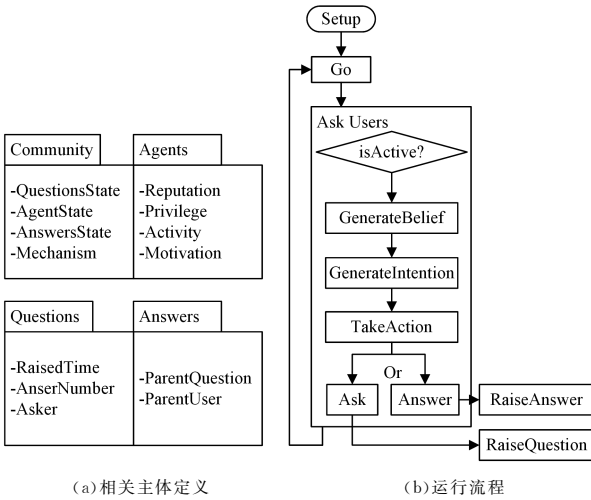 Community
-QuestionsState
-AgentState
-AnswersState
-Mechanism
Agents
-Reputation
-Privilege
-Activity
-Motivation
Questions
-RaisedTime
-AnserNumber
-Asker
Answers
-ParentQuestion
-ParentUser
(a)相关主体定义
Setup
Go
Ask Users
isActive?
GenerateBelief
GenerateIntention
TakeAction
Or
Ask
Answer
RaiseAnswer
RaiseQuestion
(b)运行流程